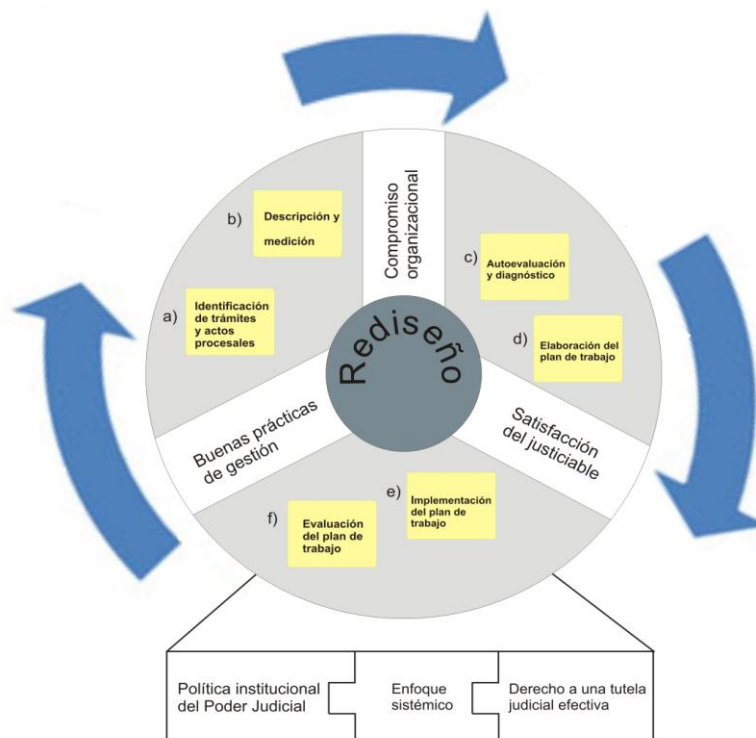 Compromiso
organizacional
b)
Descripción y
medición
a)
Identificación
de trámites
y actos
procesales
c)
Autoevaluación
y diagnóstico
d)
Elaboración del
plan de trabajo
Rediseño
Buenas prácticas
de gestión
Satisfacción
del justiciable
e)
Implementación
del plan de
trabajo
f)
Evaluación
del plan de
trabajo
Política institucional
del Poder Judicial
Enfoque
sistémico
Derecho a una tutela
judicial efectiva